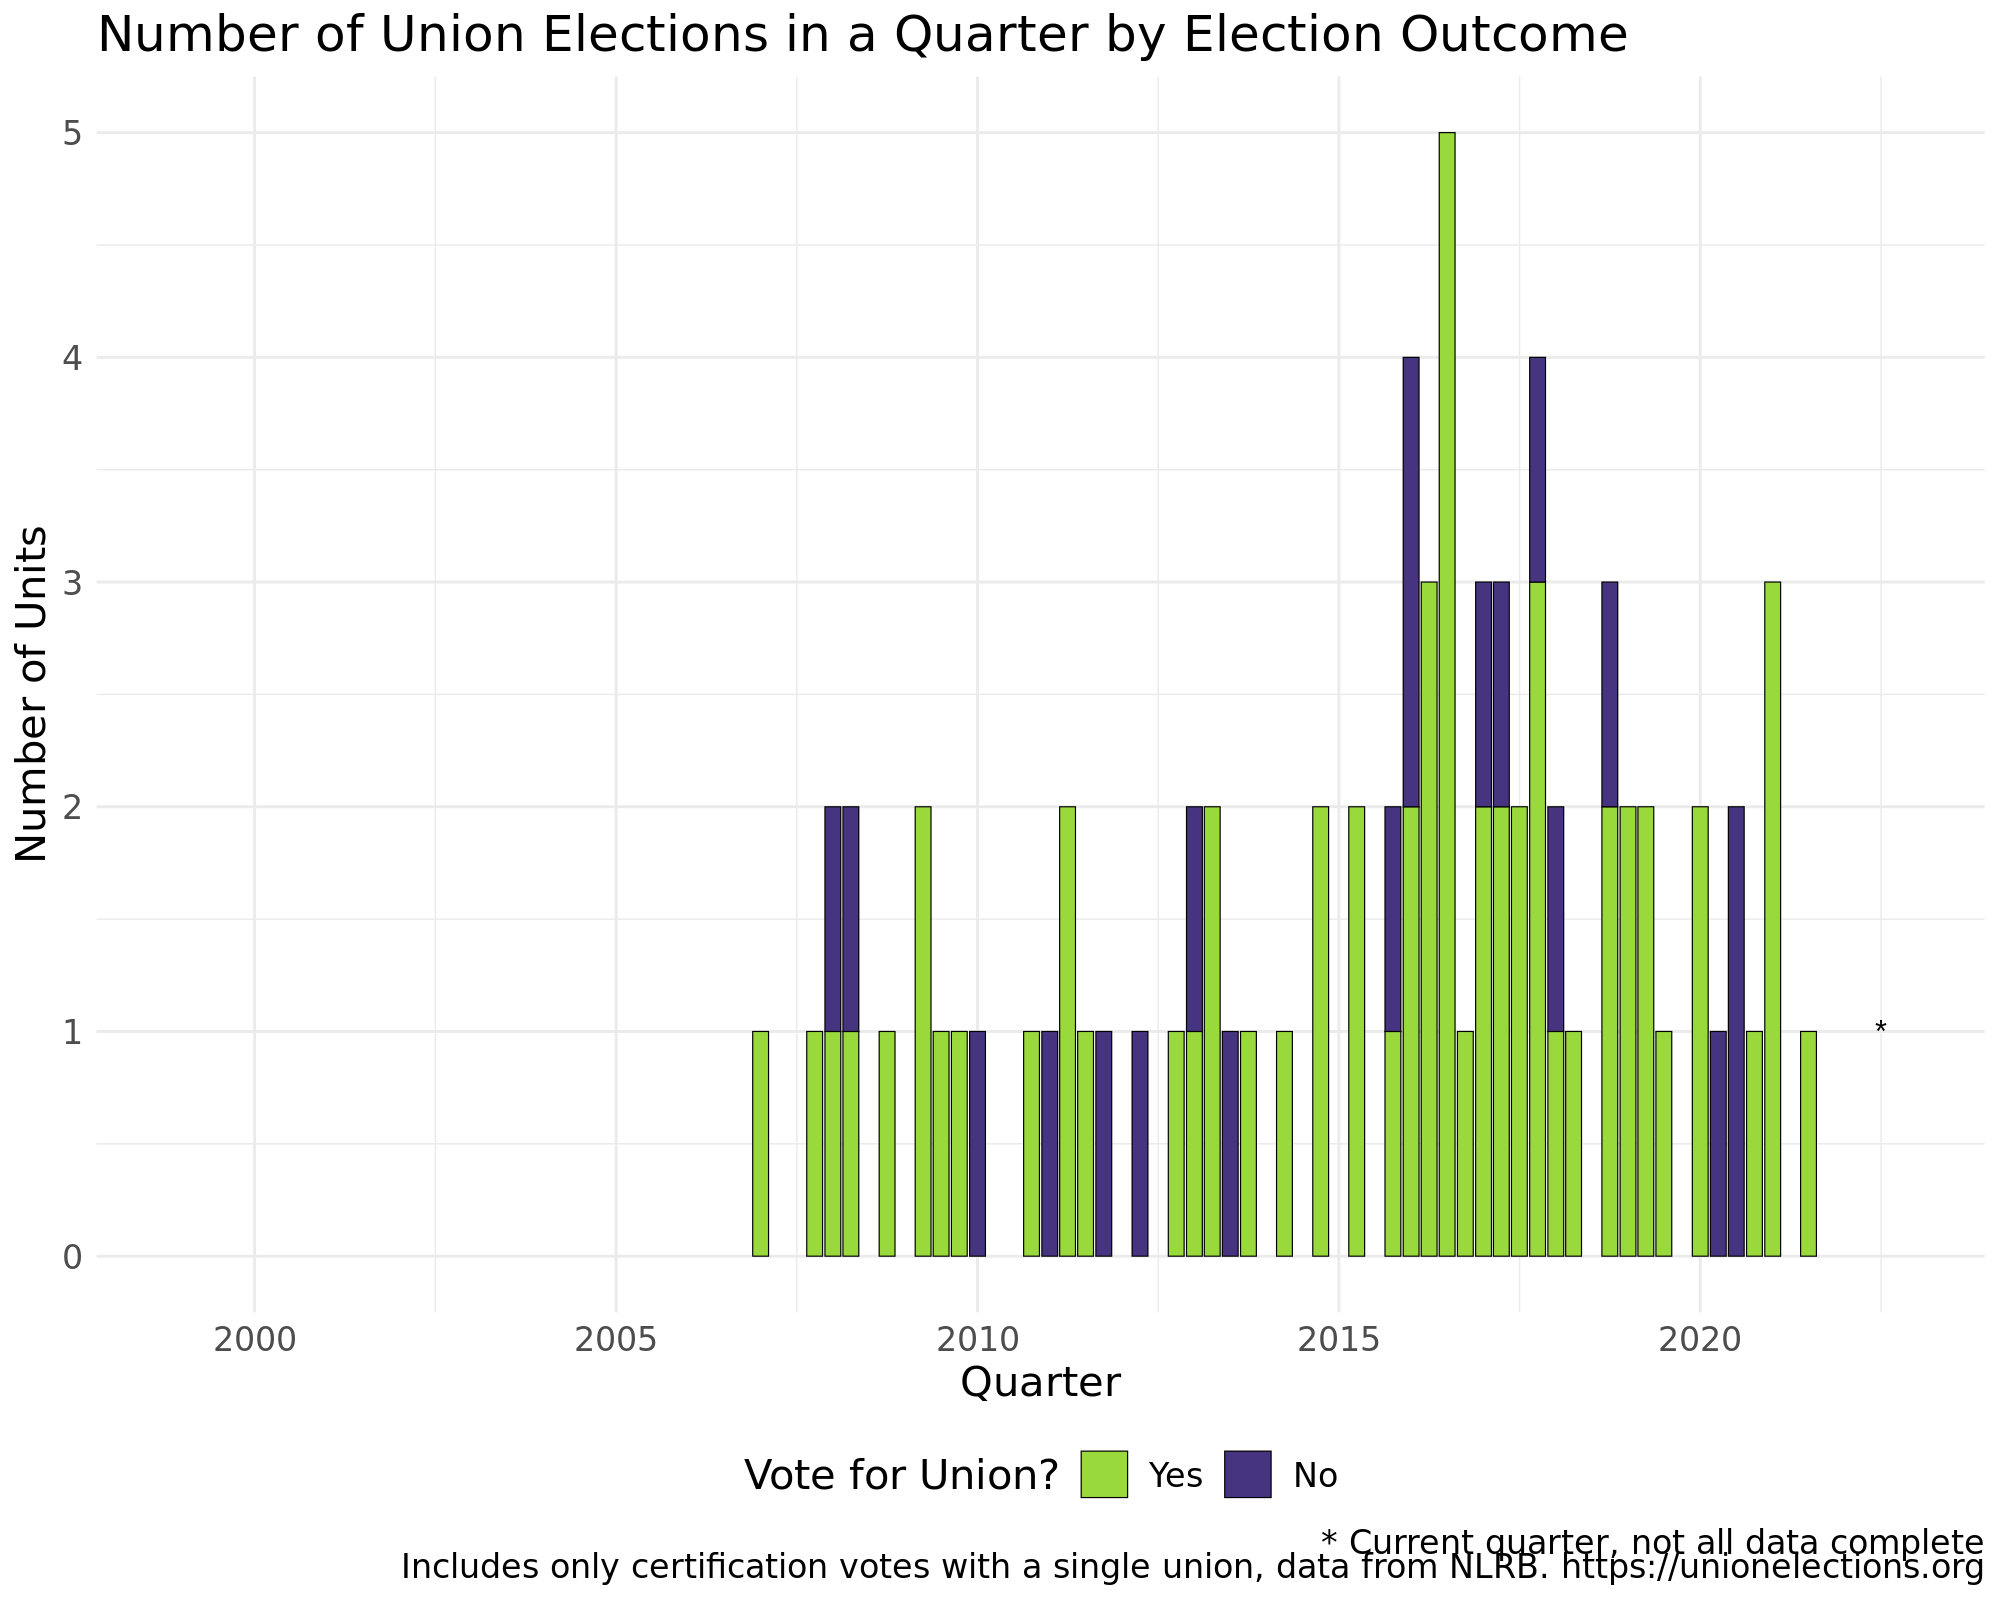 Number of Union Elections in a Quarter by Election Outcome
5
4
3
2
1
0
Number of Units
*
2000 2005 2010 2015 2020
Quarter
Vote for Union? Yes No
* Current quarter, not all data complete
Includes only certification votes with a single union, data from NLRB. https://unionelections.org